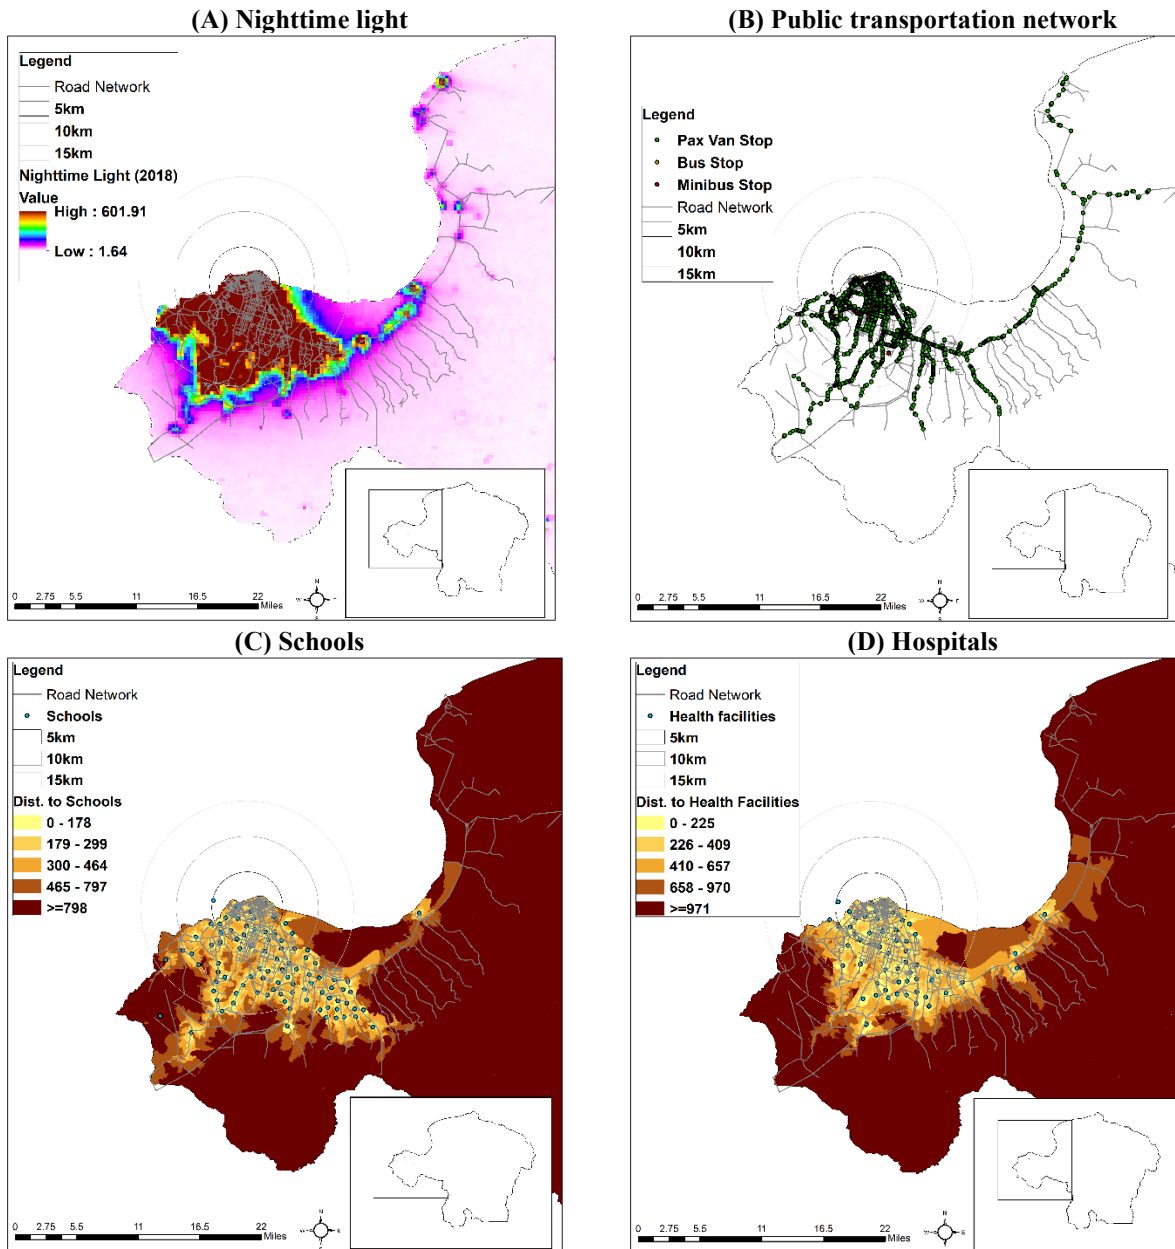 (A) Nighttime light
Legend
Road Network
5km
10km
15km
Nighttime Light (2018)
Value
High : 601.91
Low : 1.64
N
W
E
S
0 2.75 5.5 11 16.5 22
Miles
(B) Public transportation network
Legend
Pax Van Stop
Bus Stop
Minibus Stop
Road Network
5km
10km
15km
N
W
E
S
0 2.75 5.5 11 16.5 22
Miles
(C) Schools
Legend
Road Network
Schools
5km
10km
15km
Dist. to Schools
0 - 178
179 - 299
300 - 464
465 - 797
>=798
N
W
E
S
0 2.75 5.5 11 16.5 22
Miles
(D) Hospitals
Legend
Road Network
Health facilities
5km
10km
15km
Dist. to Health Facilities
0 - 225
226 - 409
410 - 657
658 - 970
>=971
N
W
E
S
0 2.75 5.5 11 16.5 22
Miles